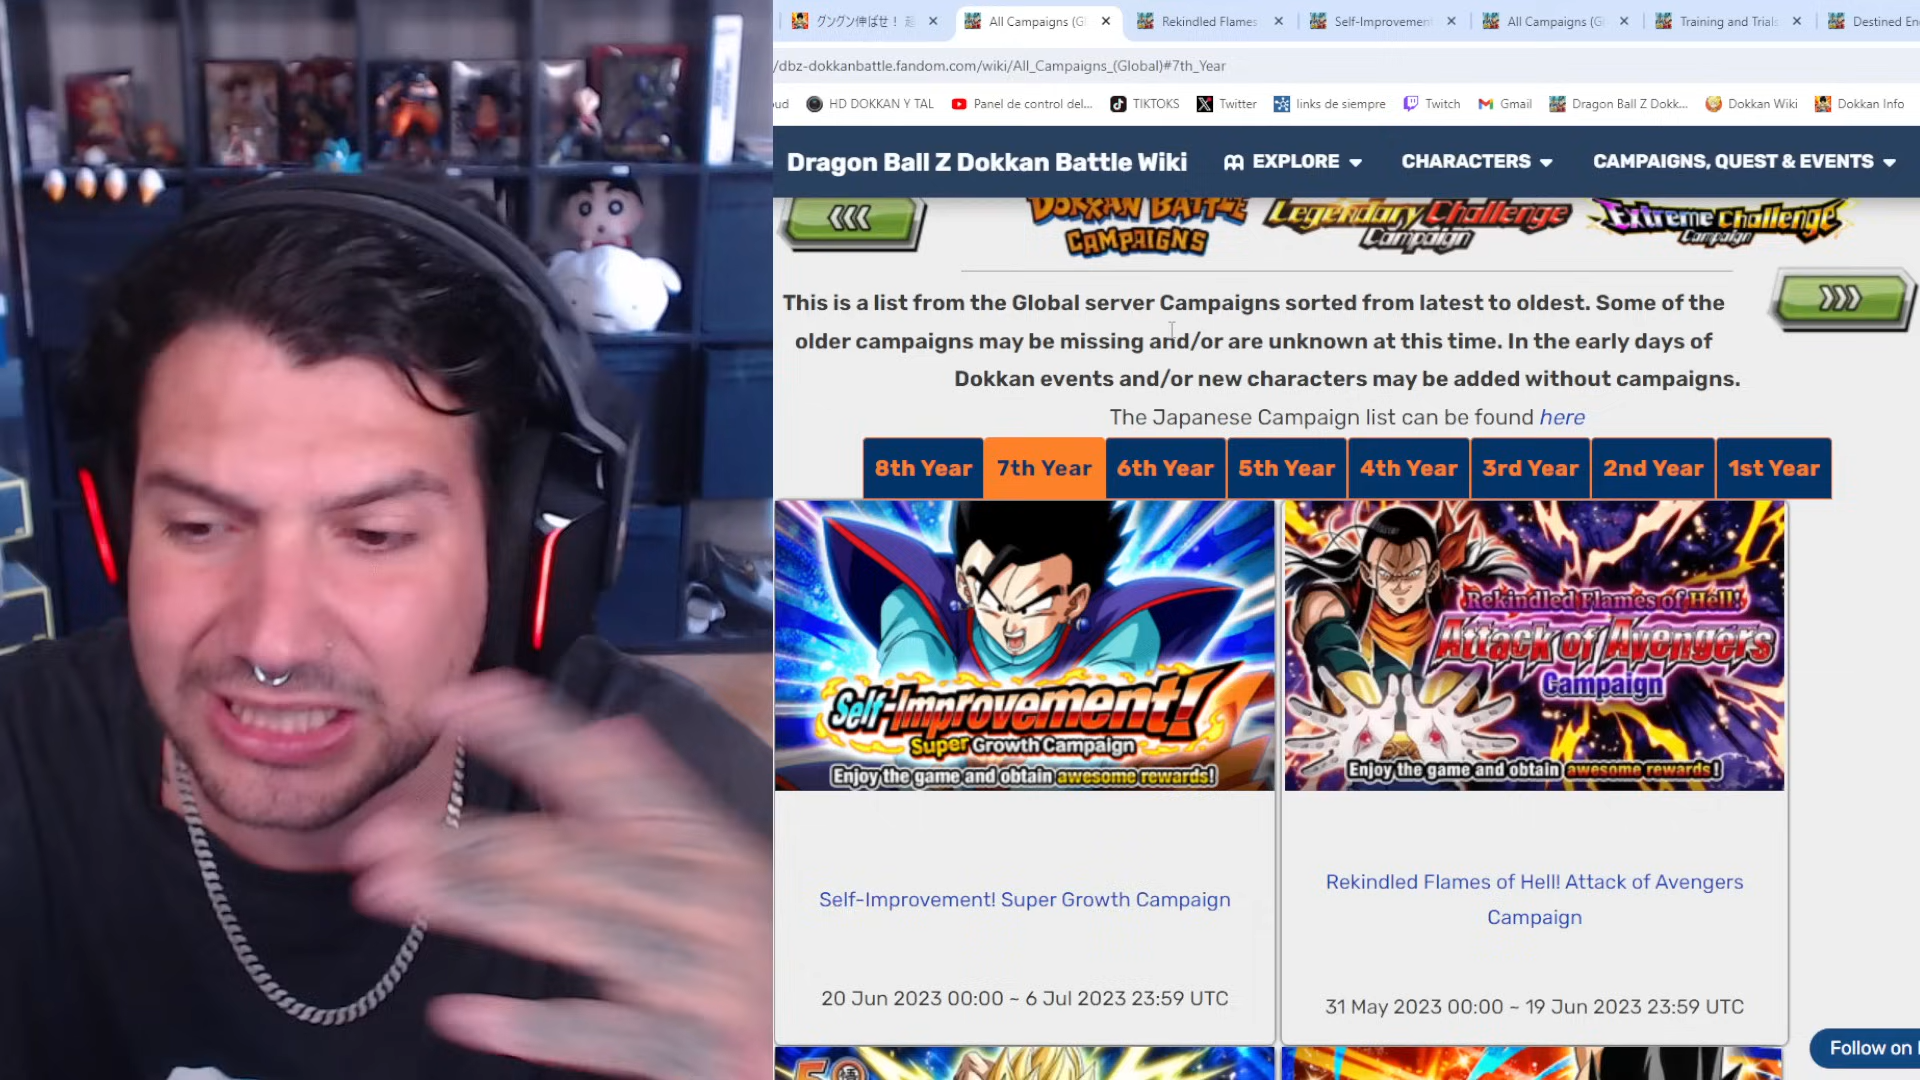 グングン伸ばせ！ 超
All Campaigns (Gl
Rekindled Flames
Self-Improvement
All Campaigns (Gl
Training and Trials
Destined En
/dbz-dokkanbattle.fandom.com/wiki/All_Campaigns_(Global)#7th_Year
oud
HD DOKKAN Y TAL
Panel de control del...
TIKTOKS
Twitter
links de siempre
Twitch
Gmail
Dragon Ball Z Dokk...
Dokkan Wiki
Dokkan Info
Dragon Ball Z Dokkan Battle Wiki
EXPLORE
CHARACTERS
CAMPAIGNS, QUEST & EVENTS
DOKKAN BATTLE
CAMPAIGNS
Legendary Challenge
Campaign
Extreme Challenge
Campaign
This is a list from the Global server Campaigns sorted from latest to oldest. Some of the
older campaigns may be missing and/or are unknown at this time. In the early days of
Dokkan events and/or new characters may be added without campaigns.
The Japanese Campaign list can be found here
8th Year
7th Year
6th Year
5th Year
4th Year
3rd Year
2nd Year
1st Year
Self-Improvement!
Super Growth Campaign
Enjoy the game and obtain awesome rewards!
Rekindled Flames of Hell!
Attack of Avengers
Campaign
Enjoy the game and obtain awesome rewards!
Self-Improvement! Super Growth Campaign
20 Jun 2023 00:00 ~ 6 Jul 2023 23:59 UTC
Rekindled Flames of Hell! Attack of Avengers
Campaign
31 May 2023 00:00 ~ 19 Jun 2023 23:59 UTC
Follow on